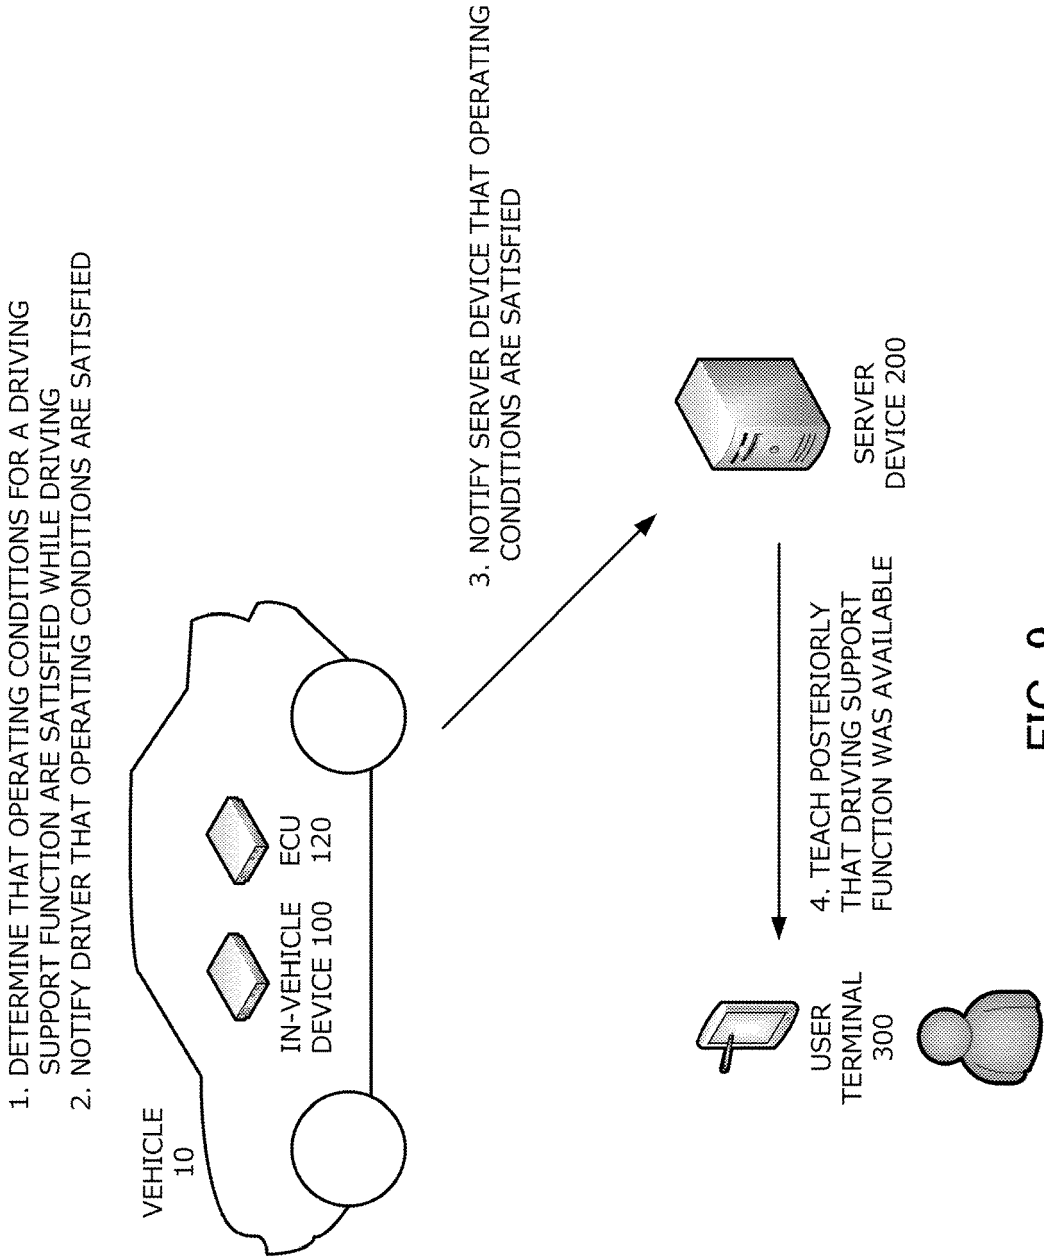 1. DETERMINE THAT OPERATING CONDITIONS FOR A DRIVING
SUPPORT FUNCTION ARE SATISFIED WHILE DRIVING
2. NOTIFY DRIVER THAT OPERATING CONDITIONS ARE SATISFIED
VEHICLE
10
IN-VEHICLE
DEVICE 100
ECU
120
3. NOTIFY SERVER DEVICE THAT OPERATING
CONDITIONS ARE SATISFIED
SERVER
DEVICE 200
4. TEACH POSTERIORLY
THAT DRIVING SUPPORT
FUNCTION WAS AVAILABLE
USER
TERMINAL
300
FIG.